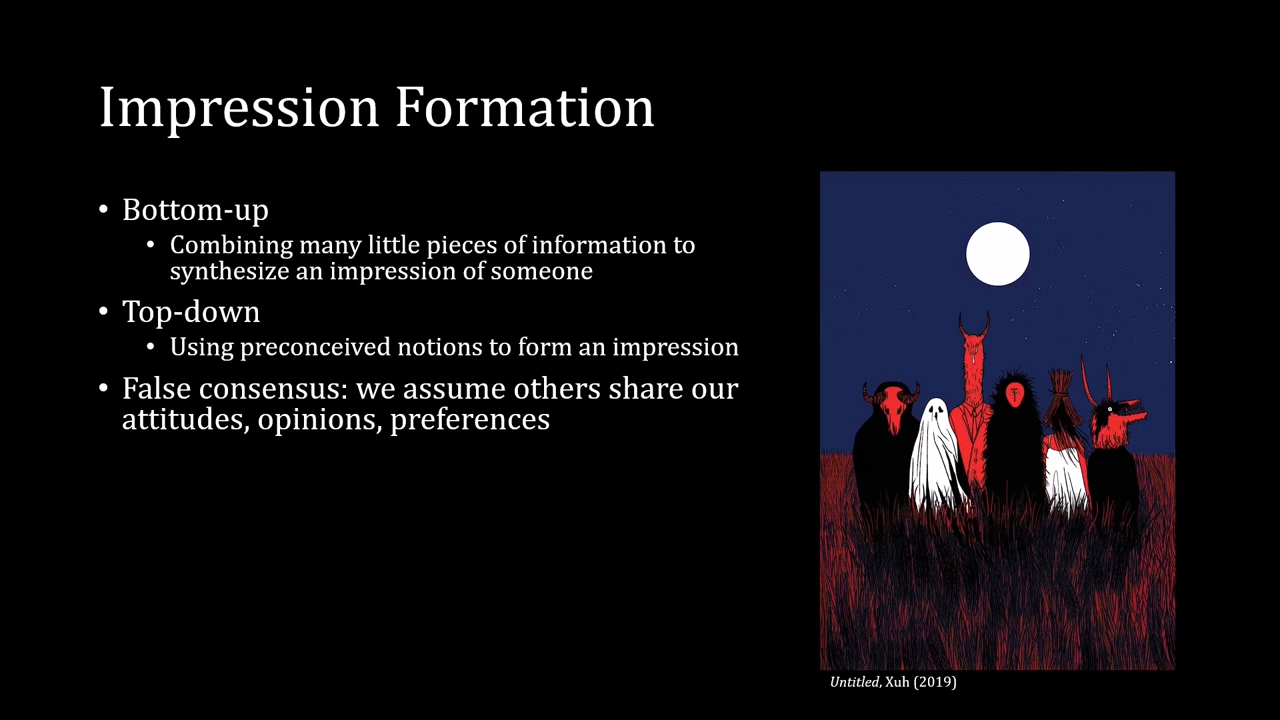 Impression Formation
• Bottom-up
• Combining many little pieces of information to
synthesize an impression of someone
• Top-down
• Using preconceived notions to form an impression
• False consensus: we assume others share our
attitudes, opinions, preferences
Untitled, Xuh (2019)